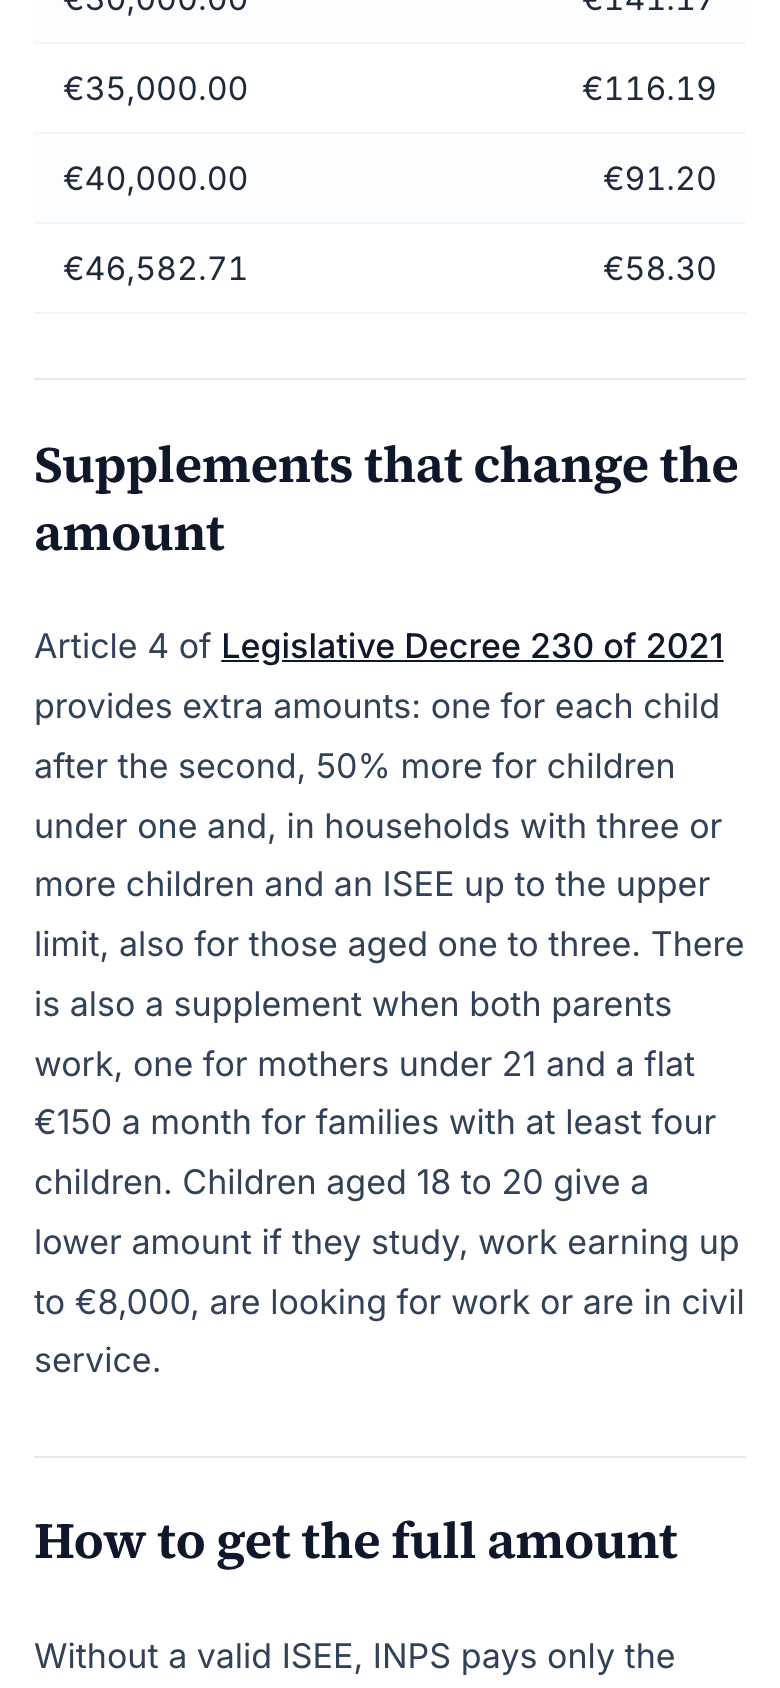 €30,000.00 €141.17
€35,000.00 €116.19
€40,000.00 €91.20
€46,582.71 €58.30
Supplements that change the
amount
Article 4 of Legislative Decree 230 of 2021
provides extra amounts: one for each child
after the second, 50% more for children
under one and, in households with three or
more children and an ISEE up to the upper
limit, also for those aged one to three. There
is also a supplement when both parents
work, one for mothers under 21 and a flat
€150 a month for families with at least four
children. Children aged 18 to 20 give a
lower amount if they study, work earning up
to €8,000, are looking for work or are in civil
service.
How to get the full amount
Without a valid ISEE, INPS pays only the